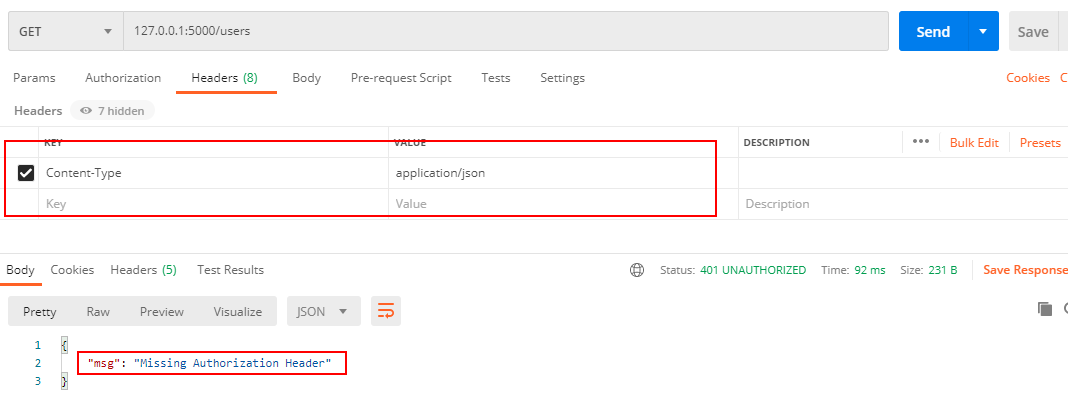 GET 127.0.0.1:5000/users Send Save
Params Authorization Headers (8) Body Pre-request Script Tests Settings Cookies C
Headers 7 hidden
KEY VALUE DESCRIPTION ••• Bulk Edit Presets
Content-Type application/json
Key Value Description
Body Cookies Headers (5) Test Results Status: 401 UNAUTHORIZED Time: 92 ms Size: 231 B Save Response
Pretty Raw Preview Visualize JSON
1 {
2 "msg": "Missing Authorization Header"
3 }